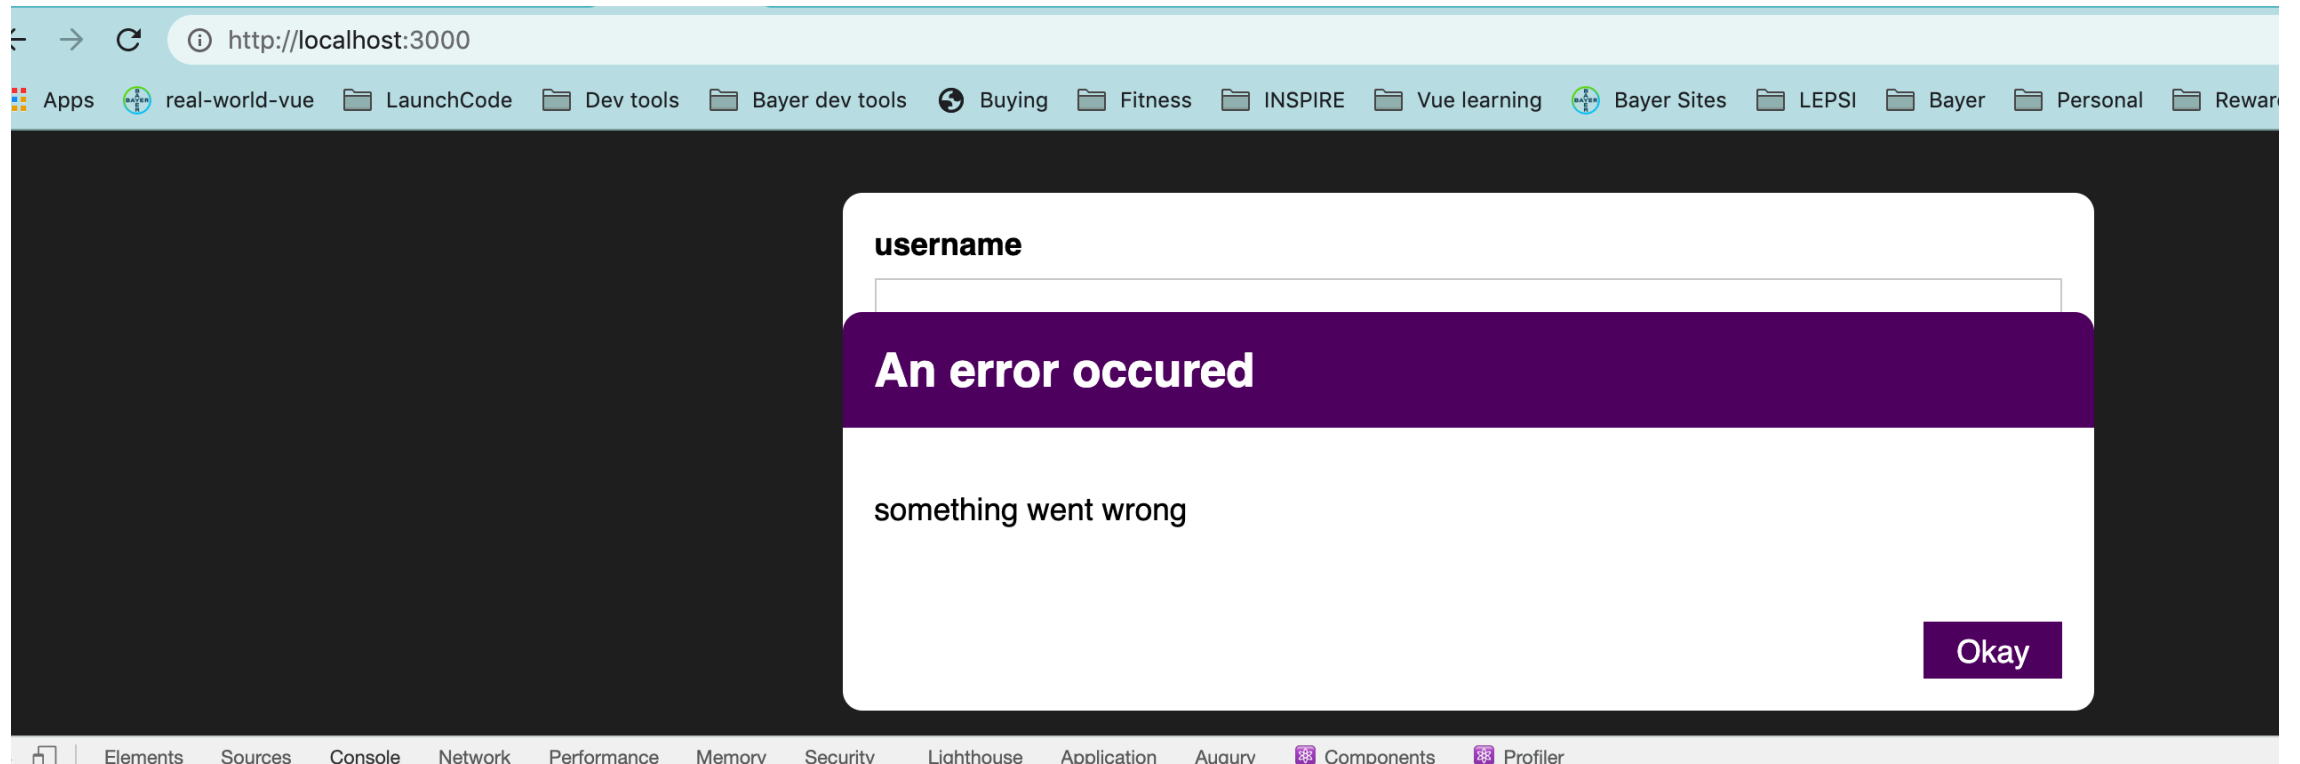 http://localhost:3000
Apps real-world-vue LaunchCode Dev tools Bayer dev tools Buying Fitness INSPIRE Vue learning Bayer Sites LEPSI Bayer Personal Rewar
username
An error occured
something went wrong
Okay
Elements Sources Console Network Performance Memory Security Lighthouse Application Augury Components Profiler